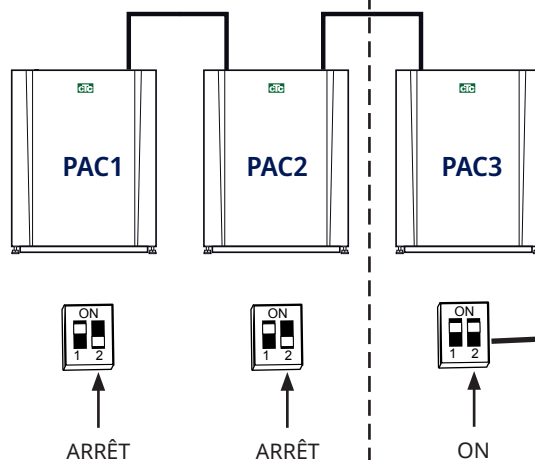 CTC CTC CTC
PAC1 PAC2 PAC3
ON ON ON
1 2 1 2 1 2
ARRÊT ARRÊT ON